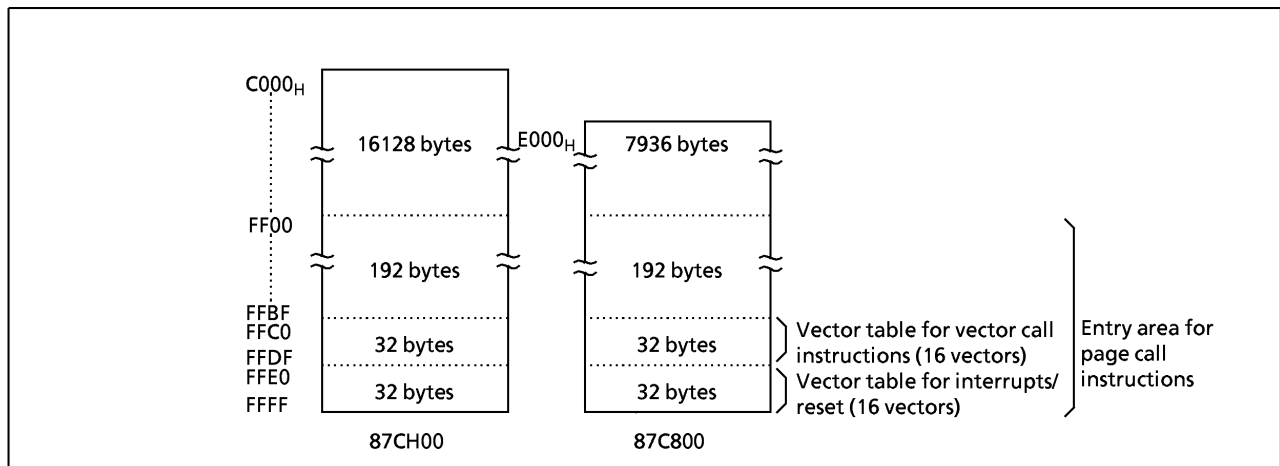 C000H
16128 bytes
E000H
7936 bytes
FF00
192 bytes
192 bytes
FFBF
FFC0
FFDF
32 bytes
32 bytes
Vector table for vector call
instructions (16 vectors)
Entry area for
page call
instructions
FFE0
FFFF
32 bytes
32 bytes
Vector table for interrupts/
reset (16 vectors)
87CH00
87C800